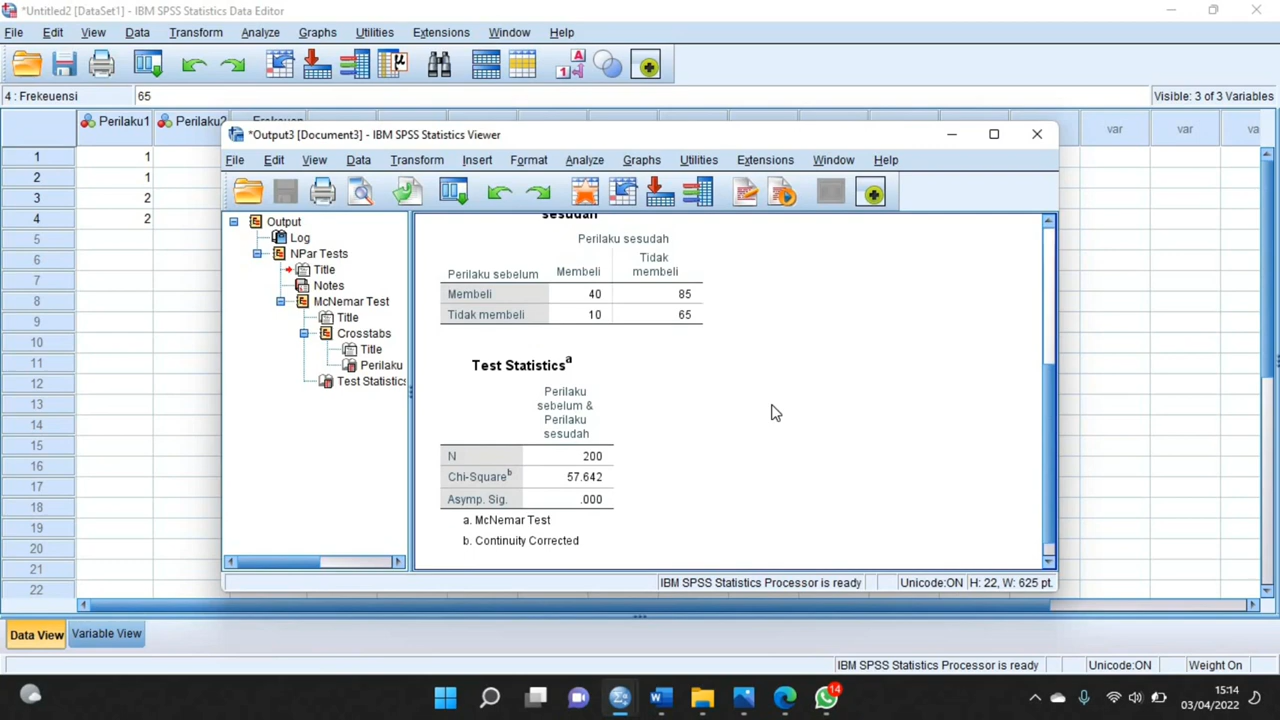 *Untitled2 [DataSet1] - IBM SPSS Statistics Data Editor
File Edit View Data Transform Analyze Graphs Utilities Extensions Window Help
4 : Frekeuensi 65 Visible: 3 of 3 Variables
Perilaku1 Perilaku2 Frekeuen var var va
1 1
2 1
3 2
4 2
5
6
7
8
9
10
11
12
13
14
15
16
17
18
19
20
21
22
*Output3 [Document3] - IBM SPSS Statistics Viewer
File Edit View Data Transform Insert Format Analyze Graphs Utilities Extensions Window Help
Output
Log
NPar Tests
Title
Notes
McNemar Test
Title
Crosstabs
Title
Perilaku
Test Statistics
sesudah
Perilaku sesudah
Perilaku sebelum Membeli Tidak membeli
Membeli 40 85
Tidak membeli 10 65
Test Statistics a
Perilaku
sebelum &
Perilaku
sesudah
N 200
Chi-Square b 57.642
Asymp. Sig. .000
a. McNemar Test
b. Continuity Corrected
IBM SPSS Statistics Processor is ready Unicode:ON H: 22, W: 625 pt.
Data View Variable View
IBM SPSS Statistics Processor is ready Unicode:ON Weight On
14
15:14
03/04/2022